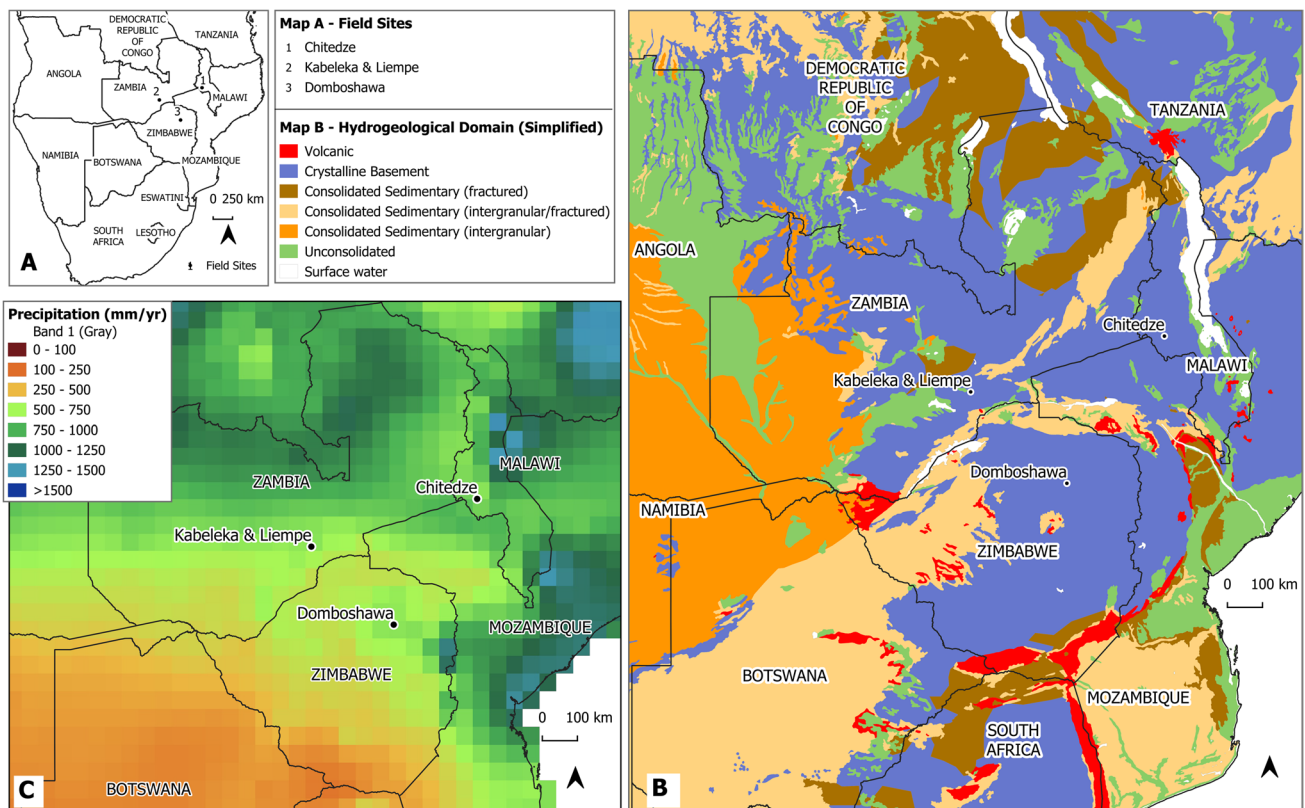 DEMOCRATIC
REPUBLIC
OF
CONGO
TANZANIA
ANGOLA
ZAMBIA
1
2
MALAWI
3
ZIMBABWE
NAMIBIA
BOTSWANA
MOZAMBIQUE
ESWATINI
0 250 km
SOUTH
AFRICA
LESOTHO
A
Field Sites
Map A - Field Sites
1 Chitedze
2 Kabeleka & Liempe
3 Domboshawa
Map B - Hydrogeological Domain (Simplified)
Volcanic
Crystalline Basement
Consolidated Sedimentary (fractured)
Consolidated Sedimentary (intergranular/fractured)
Consolidated Sedimentary (intergranular)
Unconsolidated
Surface water
DEMOCRATIC
REPUBLIC
OF
CONGO
TANZANIA
ANGOLA
ZAMBIA
Chitedze
MALAWI
Kabeleka & Liempe
Domboshawa
NAMIBIA
ZIMBABWE
0 100 km
BOTSWANA
MOZAMBIQUE
SOUTH
AFRICA
B
Precipitation (mm/yr)
Band 1 (Gray)
0 - 100
100 - 250
250 - 500
500 - 750
750 - 1000
1000 - 1250
1250 - 1500
>1500
ZAMBIA
MALAWI
Chitedze
Kabeleka & Liempe
Domboshawa
MOZAMBIQUE
ZIMBABWE
0 100 km
C
BOTSWANA